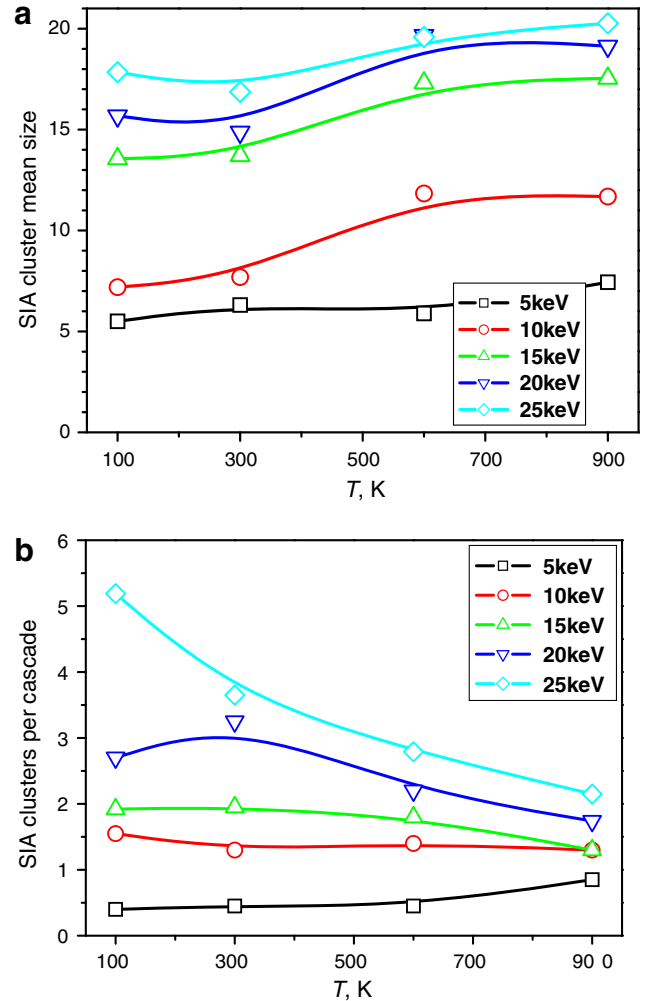 a
20
15
10
5
0
SIA cluster mean size
5keV
10keV
15keV
20keV
25keV
100 300 500 700 900
T, K
b
6
5
4
3
2
1
0
SIA clusters per cascade
5keV
10keV
15keV
20keV
25keV
100 300 500 700 90 0
T, K